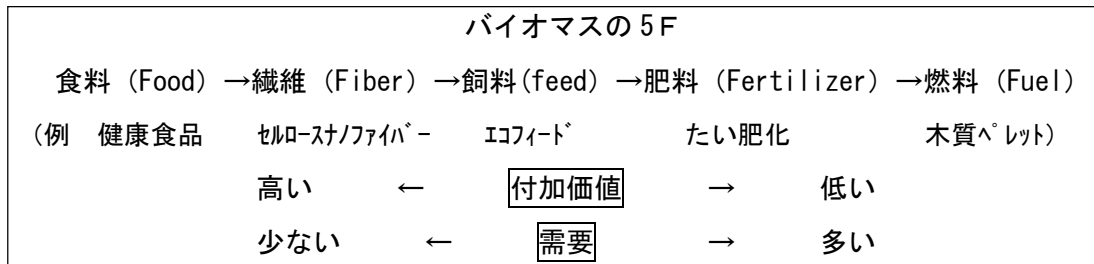 バイオマスの５Ｆ
食料（Food）→繊維（Fiber）→飼料(feed)→肥料（Fertilizer）→燃料（Fuel）
（例　健康食品　ｾﾙﾛｰｽﾅﾉﾌｧｲﾊﾞｰ　ｴｺﾌｨｰﾄﾞ　たい肥化　木質ﾍﾟﾚｯﾄ）
高い　←　付加価値　→　低い
少ない　←　需要　→　多い